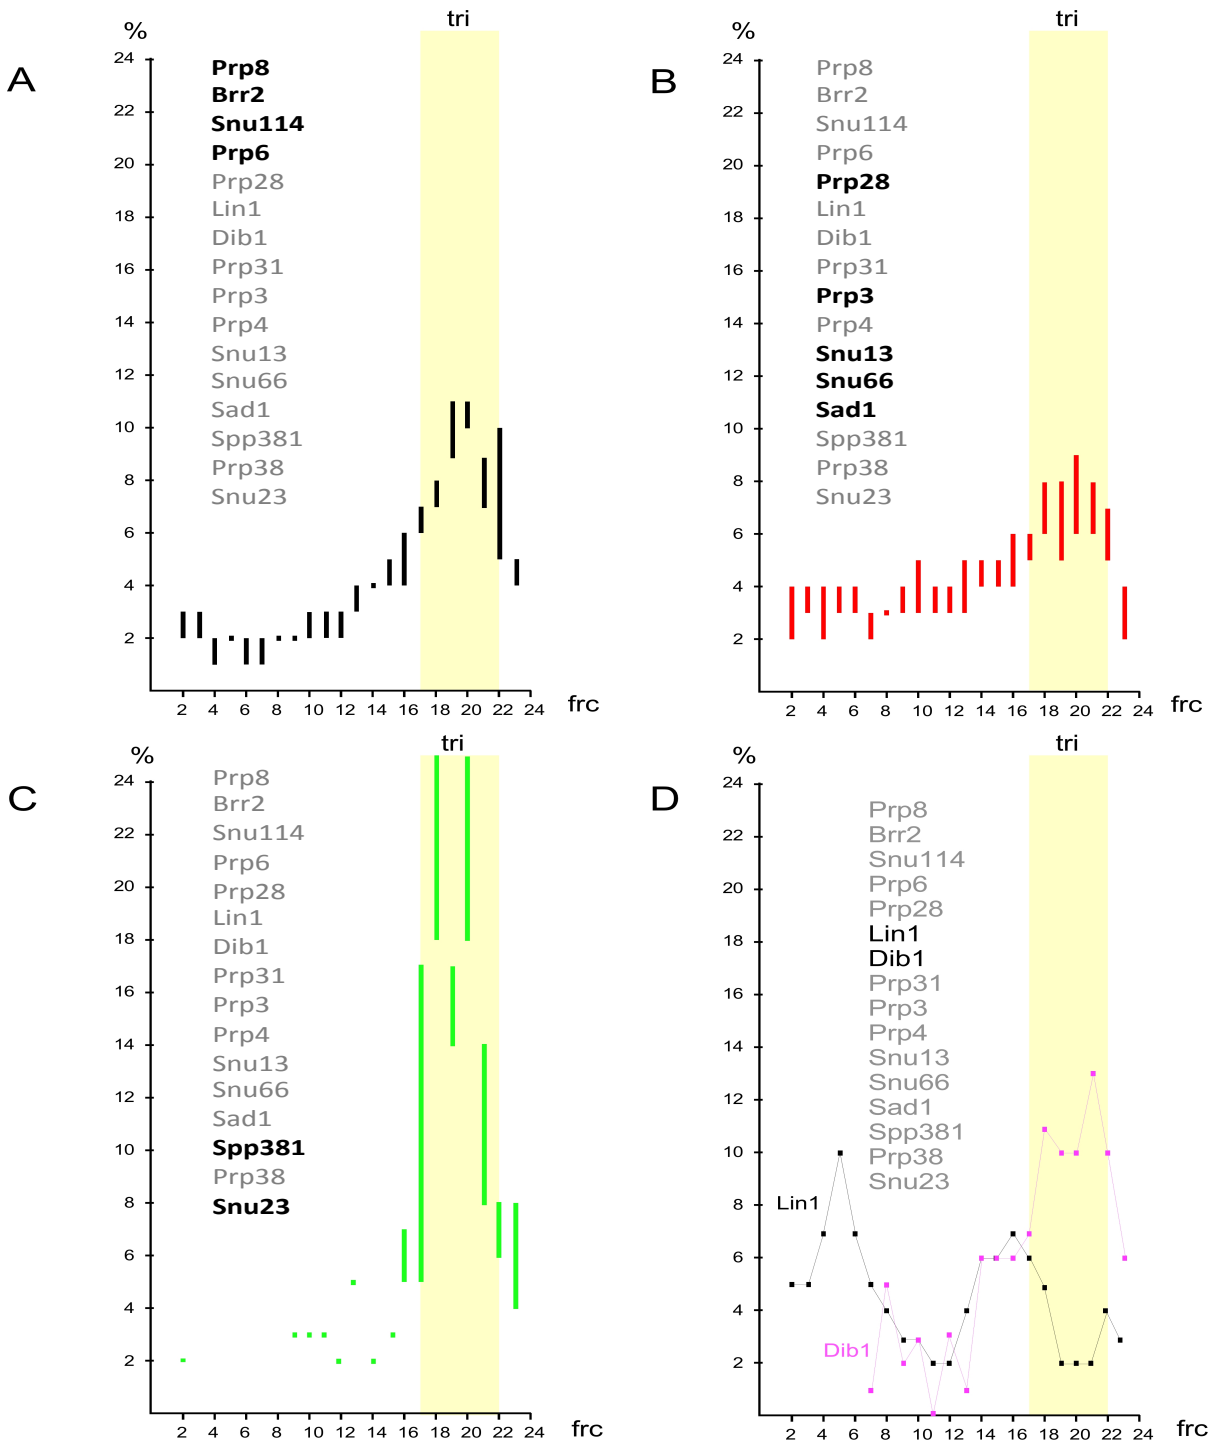 tri
%
A
24
22
20
18
16
14
12
10
8
6
4
2
Prp8
Brr2
Snu114
Prp6
Prp28
Lin1
Dib1
Prp31
Prp3
Prp4
Snu13
Snu66
Sad1
Spp381
Prp38
Snu23
2 4 6 8 10 12 14 16 18 20 22 24 frc
tri
%
B
24
22
20
18
16
14
12
10
8
6
4
2
Prp8
Brr2
Snu114
Prp6
Prp28
Lin1
Dib1
Prp31
Prp3
Prp4
Snu13
Snu66
Sad1
Spp381
Prp38
Snu23
2 4 6 8 10 12 14 16 18 20 22 24 frc
tri
%
C
24
22
20
18
16
14
12
10
8
6
4
2
Prp8
Brr2
Snu114
Prp6
Prp28
Lin1
Dib1
Prp31
Prp3
Prp4
Snu13
Snu66
Sad1
Spp381
Prp38
Snu23
2 4 6 8 10 12 14 16 18 20 22 24 frc
tri
%
D
24
22
20
18
16
14
12
10
8
6
4
2
Prp8
Brr2
Snu114
Prp6
Prp28
Lin1
Dib1
Prp31
Prp3
Prp4
Snu13
Snu66
Sad1
Spp381
Prp38
Snu23
Lin1
Dib1
2 4 6 8 10 12 14 16 18 20 22 24 frc